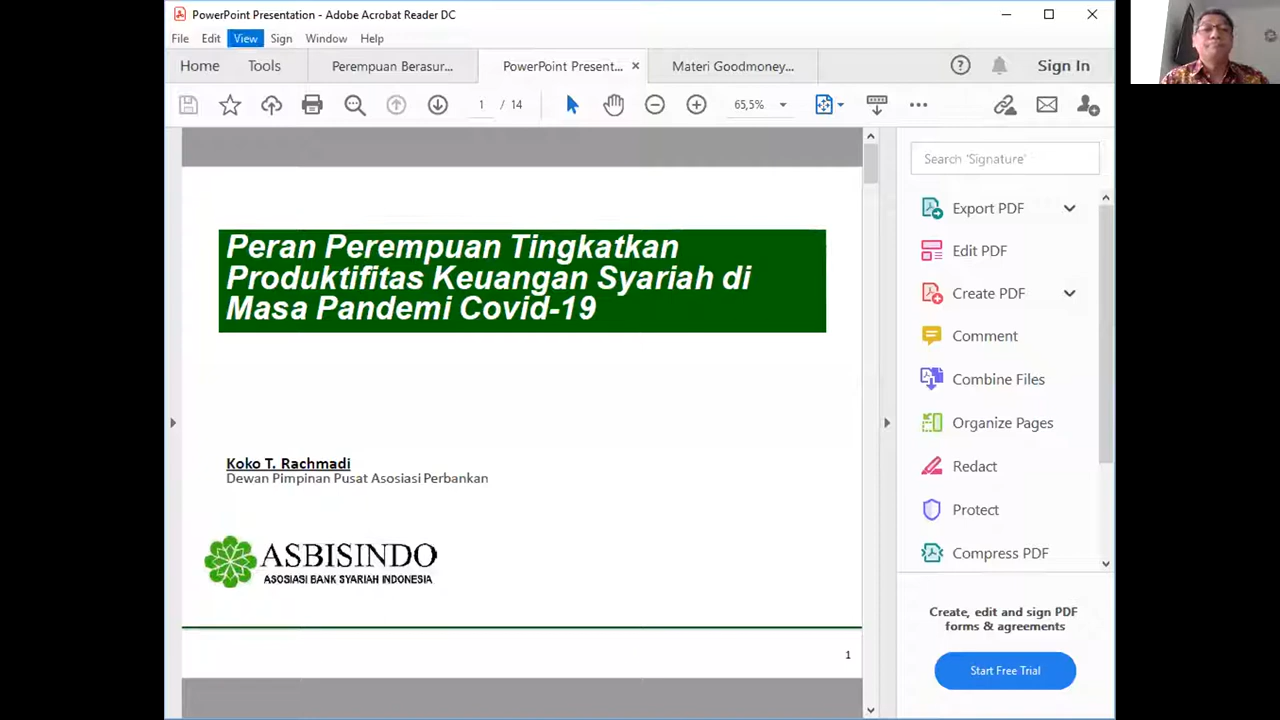 PowerPoint Presentation - Adobe Acrobat Reader DC
File Edit View Sign Window Help
Home Tools Perempuan Berasur... PowerPoint Present... Materi Goodmoney... Sign In
1 / 14 65,5%
Search 'Signature'
Export PDF
Edit PDF
Create PDF
Comment
Combine Files
Organize Pages
Redact
Protect
Compress PDF
Create, edit and sign PDF
forms & agreements
Start Free Trial
Peran Perempuan Tingkatkan
Produktifitas Keuangan Syariah di
Masa Pandemi Covid-19
Koko T. Rachmadi
Dewan Pimpinan Pusat Asosiasi Perbankan
ASBISINDO
ASOSIASI BANK SYARIAH INDONESIA
1